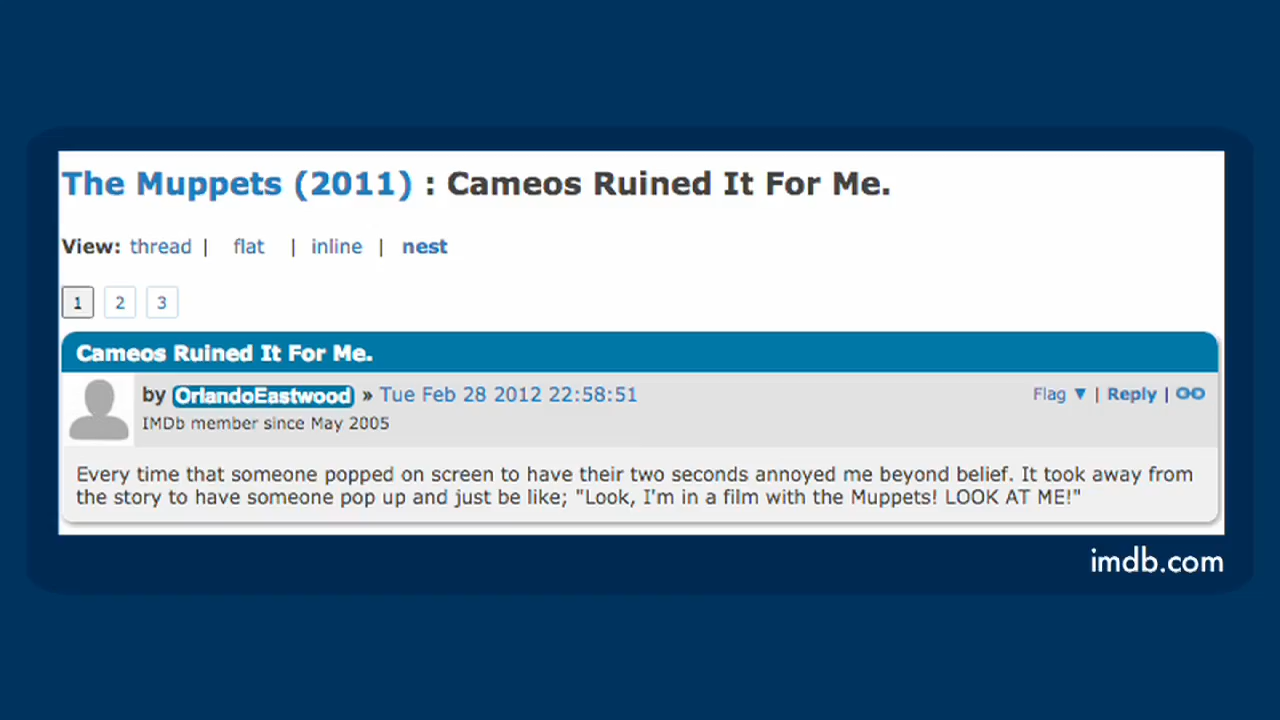 The Muppets (2011) : Cameos Ruined It For Me.
View: thread | flat | inline | nest
1 2 3
Cameos Ruined It For Me.
by OrlandoEastwood » Tue Feb 28 2012 22:58:51
Flag ▼ | Reply |
IMDb member since May 2005
Every time that someone popped on screen to have their two seconds annoyed me beyond belief. It took away from
the story to have someone pop up and just be like; "Look, I'm in a film with the Muppets! LOOK AT ME!"
imdb.com